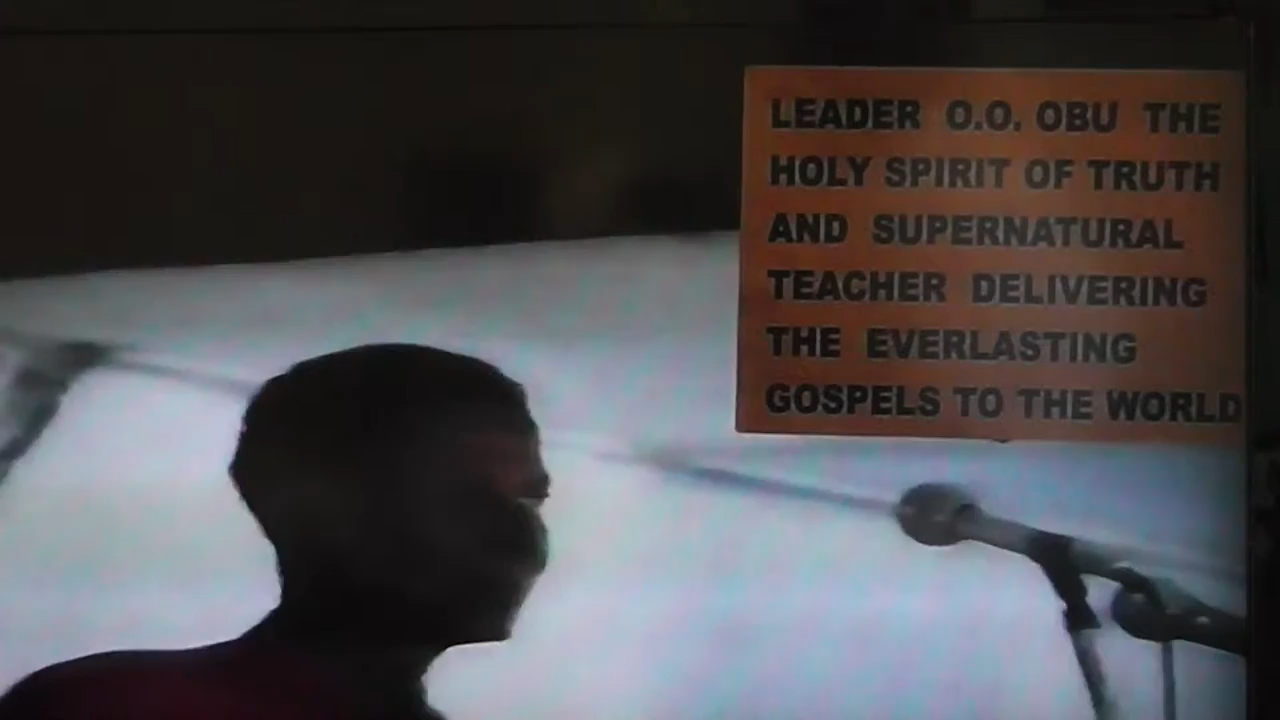 LEADER O.O. OBU THE
HOLY SPIRIT OF TRUTH
AND SUPERNATURAL
TEACHER DELIVERING
THE EVERLASTING
GOSPELS TO THE WORLD